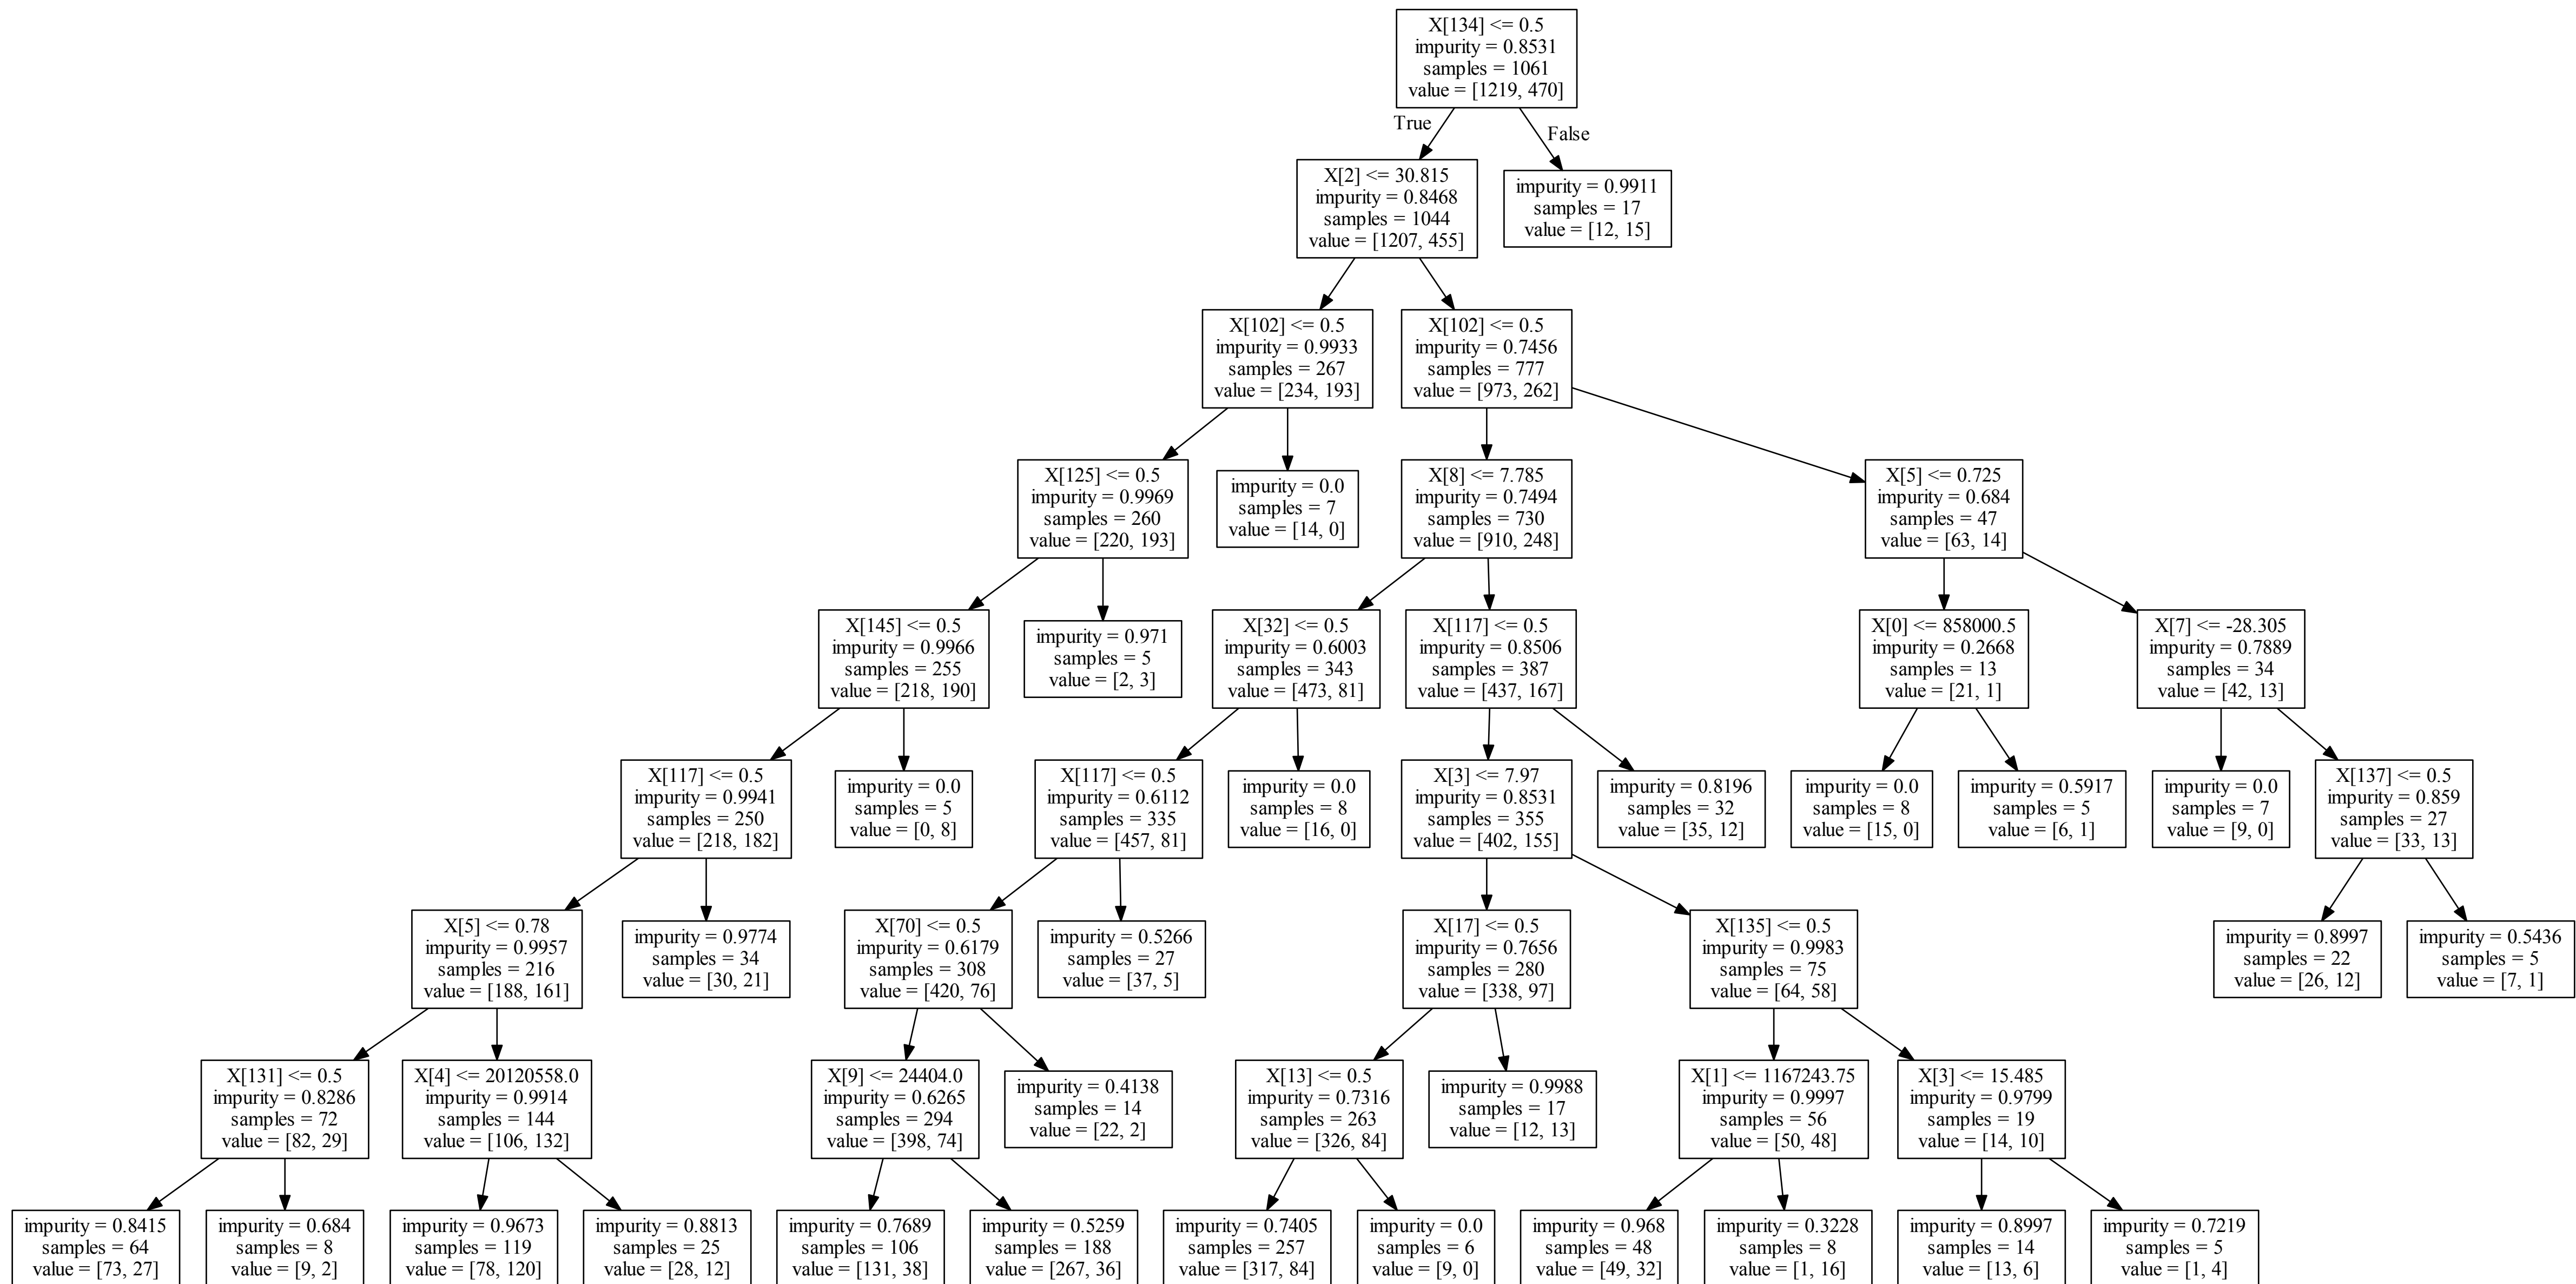 X[134] <= 0.5
impurity = 0.8531
samples = 1061
value = [1219, 470]
True
False
X[2] <= 30.815
impurity = 0.8468
samples = 1044
value = [1207, 455]
impurity = 0.9911
samples = 17
value = [12, 15]
X[102] <= 0.5
impurity = 0.9933
samples = 267
value = [234, 193]
X[102] <= 0.5
impurity = 0.7456
samples = 777
value = [973, 262]
X[125] <= 0.5
impurity = 0.9969
samples = 260
value = [220, 193]
impurity = 0.0
samples = 7
value = [14, 0]
X[8] <= 7.785
impurity = 0.7494
samples = 730
value = [910, 248]
X[5] <= 0.725
impurity = 0.684
samples = 47
value = [63, 14]
X[145] <= 0.5
impurity = 0.9966
samples = 255
value = [218, 190]
impurity = 0.971
samples = 5
value = [2, 3]
X[32] <= 0.5
impurity = 0.6003
samples = 343
value = [473, 81]
X[117] <= 0.5
impurity = 0.8506
samples = 387
value = [437, 167]
X[0] <= 858000.5
impurity = 0.2668
samples = 13
value = [21, 1]
X[7] <= -28.305
impurity = 0.7889
samples = 34
value = [42, 13]
X[117] <= 0.5
impurity = 0.9941
samples = 250
value = [218, 182]
impurity = 0.0
samples = 5
value = [0, 8]
X[117] <= 0.5
impurity = 0.6112
samples = 335
value = [457, 81]
impurity = 0.0
samples = 8
value = [16, 0]
X[3] <= 7.97
impurity = 0.8531
samples = 355
value = [402, 155]
impurity = 0.8196
samples = 32
value = [35, 12]
impurity = 0.0
samples = 8
value = [15, 0]
impurity = 0.5917
samples = 5
value = [6, 1]
impurity = 0.0
samples = 7
value = [9, 0]
X[137] <= 0.5
impurity = 0.859
samples = 27
value = [33, 13]
X[5] <= 0.78
impurity = 0.9957
samples = 216
value = [188, 161]
impurity = 0.9774
samples = 34
value = [30, 21]
X[70] <= 0.5
impurity = 0.6179
samples = 308
value = [420, 76]
impurity = 0.5266
samples = 27
value = [37, 5]
X[17] <= 0.5
impurity = 0.7656
samples = 280
value = [338, 97]
X[135] <= 0.5
impurity = 0.9983
samples = 75
value = [64, 58]
impurity = 0.8997
samples = 22
value = [26, 12]
impurity = 0.5436
samples = 5
value = [7, 1]
X[131] <= 0.5
impurity = 0.8286
samples = 72
value = [82, 29]
X[4] <= 20120558.0
impurity = 0.9914
samples = 144
value = [106, 132]
X[9] <= 24404.0
impurity = 0.6265
samples = 294
value = [398, 74]
impurity = 0.4138
samples = 14
value = [22, 2]
X[13] <= 0.5
impurity = 0.7316
samples = 263
value = [326, 84]
impurity = 0.9988
samples = 17
value = [12, 13]
X[1] <= 1167243.75
impurity = 0.9997
samples = 56
value = [50, 48]
X[3] <= 15.485
impurity = 0.9799
samples = 19
value = [14, 10]
impurity = 0.8415
samples = 64
value = [73, 27]
impurity = 0.684
samples = 8
value = [9, 2]
impurity = 0.9673
samples = 119
value = [78, 120]
impurity = 0.8813
samples = 25
value = [28, 12]
impurity = 0.7689
samples = 106
value = [131, 38]
impurity = 0.5259
samples = 188
value = [267, 36]
impurity = 0.7405
samples = 257
value = [317, 84]
impurity = 0.0
samples = 6
value = [9, 0]
impurity = 0.968
samples = 48
value = [49, 32]
impurity = 0.3228
samples = 8
value = [1, 16]
impurity = 0.8997
samples = 14
value = [13, 6]
impurity = 0.7219
samples = 5
value = [1, 4]